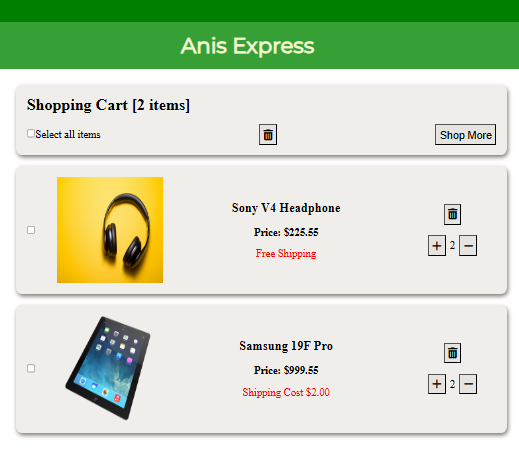 Anis Express
Shopping Cart [2 items]
Select all items
Shop More
Sony V4 Headphone
Price: $225.55
Free Shipping
+ 2 −
Samsung 19F Pro
Price: $999.55
Shipping Cost $2.00
+ 2 −